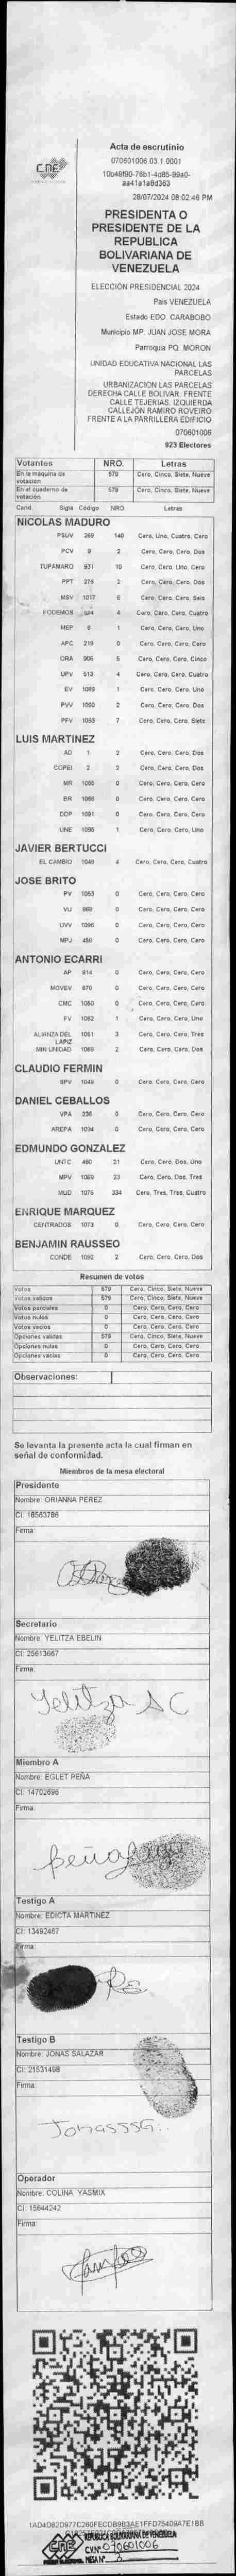 CNE
Acta de escrutinio
070601006.03.1.0001
28/07/2024 08:02:46 PM
PRESIDENTA O
PRESIDENTE DE LA
REPUBLICA
BOLIVARIANA DE
VENEZUELA
ELECCIÓN PRESIDENCIAL 2024
País VENEZUELA
Estado EDO. CARABOBO
Municipio MP. JUAN JOSE MORA
Parroquia PQ. MORON
UNIDAD EDUCATIVA NACIONAL LAS
PARCELAS
URBANIZACION LAS PARCELAS
DERECHA CALLE BOLIVAR. FRENTE
CALLE TEJERIAS. IZQUIERDA
CALLEJÓN RAMIRO ROVEIRO
FRENTE A LA PARRILLERA EDIFICIO
070601006
923 Electores
Votantes NRO. Letras
En la máquina de votación 579 Cero, Cinco, Siete, Nueve
En el cuaderno de votación 579 Cero, Cinco, Siete, Nueve
Cand. Sigla Código NRO. Letras
NICOLAS MADURO
PSUV 269 140 Cero, Uno, Cuatro, Cero
PCV 9 2 Cero, Cero, Cero, Dos
TUPAMARO 931 10 Cero, Cero, Uno, Cero
PPT 276 2 Cero, Cero, Cero, Dos
MSV 1017 6 Cero, Cero, Cero, Seis
PODEMOS 4 Cero, Cero, Cero, Cuatro
MEP 6 1 Cero, Cero, Cero, Uno
APC 219 0 Cero, Cero, Cero, Cero
ORA 906 5 Cero, Cero, Cero, Cinco
UPV 513 4 Cero, Cero, Cero, Cuatro
EV 1 Cero, Cero, Cero, Uno
PVV 1090 2 Cero, Cero, Cero, Dos
PFV 1093 7 Cero, Cero, Cero, Siete
LUIS MARTINEZ
AD 1 2 Cero, Cero, Cero, Dos
COPEI 2 2 Cero, Cero, Cero, Dos
MR 0 Cero, Cero, Cero, Cero
BR 1066 0 Cero, Cero, Cero, Cero
DDP 1091 0 Cero, Cero, Cero, Cero
UNE 1095 1 Cero, Cero, Cero, Uno
JAVIER BERTUCCI
EL CAMBIO 1049 4 Cero, Cero, Cero, Cuatro
JOSE BRITO
PV 1053 0 Cero, Cero, Cero, Cero
VU 969 0 Cero, Cero, Cero, Cero
UVV 1096 0 Cero, Cero, Cero, Cero
MPJ 458 0 Cero, Cero, Cero, Cero
ANTONIO ECARRI
AP 914 0 Cero, Cero, Cero, Cero
MOVEV 879 0 Cero, Cero, Cero, Cero
CMC 1050 0 Cero, Cero, Cero, Cero
FV 1062 1 Cero, Cero, Cero, Uno
ALIANZA DEL LAPIZ 1061 3 Cero, Cero, Cero, Tres
MIN UNIDAD 1069 2 Cero, Cero, Cero, Dos
CLAUDIO FERMIN
SPV 1045 0 Cero, Cero, Cero, Cero
DANIEL CEBALLOS
VPA 236 0 Cero, Cero, Cero, Cero
AREPA 1094 0 Cero, Cero, Cero, Cero
EDMUNDO GONZALEZ
UNTC 460 21 Cero, Cero, Dos, Uno
MPV 23 Cero, Cero, Dos, Tres
MUD 1075 334 Cero, Tres, Tres, Cuatro
ENRIQUE MARQUEZ
CENTRADOS 1073 0 Cero, Cero, Cero, Cero
BENJAMIN RAUSSEO
CONDE 1092 2 Cero, Cero, Cero, Dos
Resumen de votos
Votos 579 Cero, Cinco, Siete, Nueve
Votos validos 579 Cero, Cinco, Siete, Nueve
Votos parciales 0 Cero, Cero, Cero, Cero
Votos nulos 0 Cero, Cero, Cero, Cero
Votos vacios 0 Cero, Cero, Cero, Cero
Opciones validas 579 Cero, Cinco, Siete, Nueve
Opciones nulas 0 Cero, Cero, Cero, Cero
Opciones vacias 0 Cero, Cero, Cero, Cero
Observaciones:
Se levanta la presente acta la cual firman en
señal de conformidad.
Miembros de la mesa electoral
Presidente
Nombre: ORIANNA PEREZ
CI: 18563786
Firma:
Secretario
Nombre: YELITZA EBELIN
CI: 25613667
Firma:
Yelitza AC
Miembro A
Nombre: EGLET PEÑA
CI: 14702696
Firma:
Testigo A
Nombre: EDICTA MARTINEZ
CI: 13492467
Firma:
Testigo B
Nombre: JONAS SALAZAR
CI: 21531498
Firma:
JonasSSG.
Operador
Nombre: COLINA YASMIX
CI: 15644242
Firma:
1AD4D82D977C260FECDB9B3AE1FFD75409A7E1BB
CNE REPUBLICA BOLIVARIANA DE VENEZUELA
CVN° 070601006
PODER ELECTORAL MESA N°